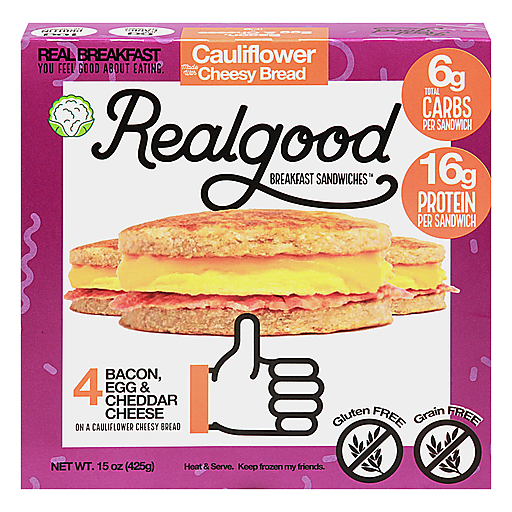 REAL BREAKFAST
YOU FEEL GOOD ABOUT EATING.
Cauliflower
Made With Cheesy Bread
6g
TOTAL
CARBS
PER SANDWICH
Realgood
BREAKFAST SANDWICHES™
16g
PROTEIN
PER SANDWICH
4 BACON,
EGG &
CHEDDAR
CHEESE
ON A CAULIFLOWER CHEESY BREAD
Gluten FREE
Grain FREE
NET WT. 15 oz (425g)
Heat & Serve. Keep frozen my friends.